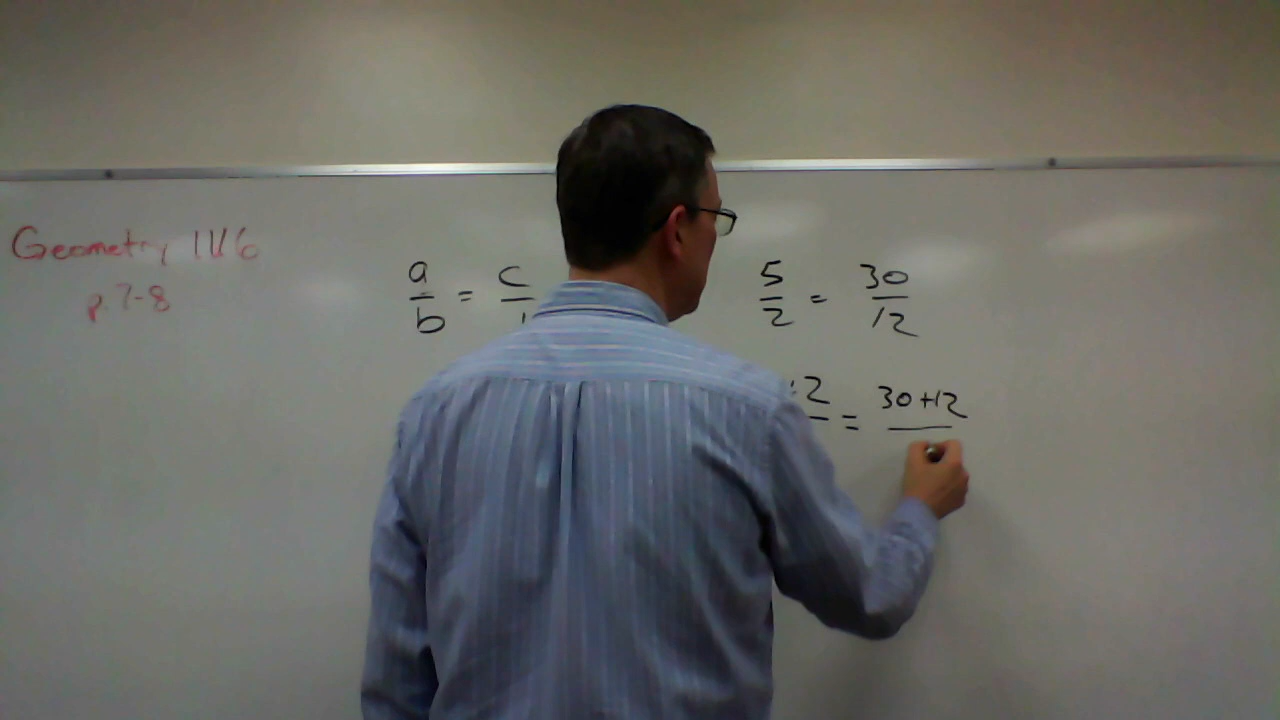 Geometry 11/6
p 7-8
a/b = c/
5/2 = 30/12
+2/ = 30+12/